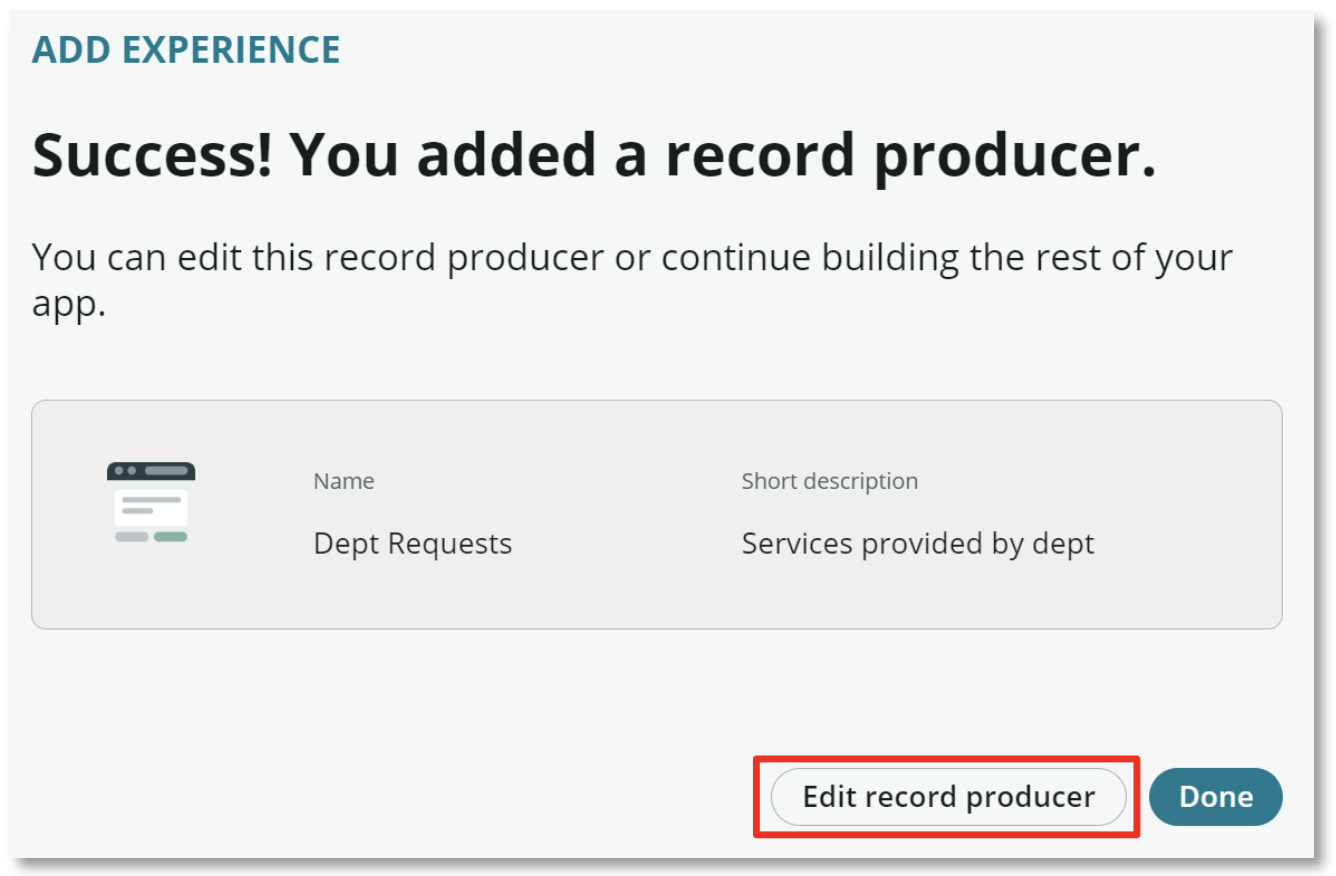 ADD EXPERIENCE
Success! You added a record producer.
You can edit this record producer or continue building the rest of your
app.
Name
Short description
Dept Requests
Services provided by dept
Edit record producer
Done